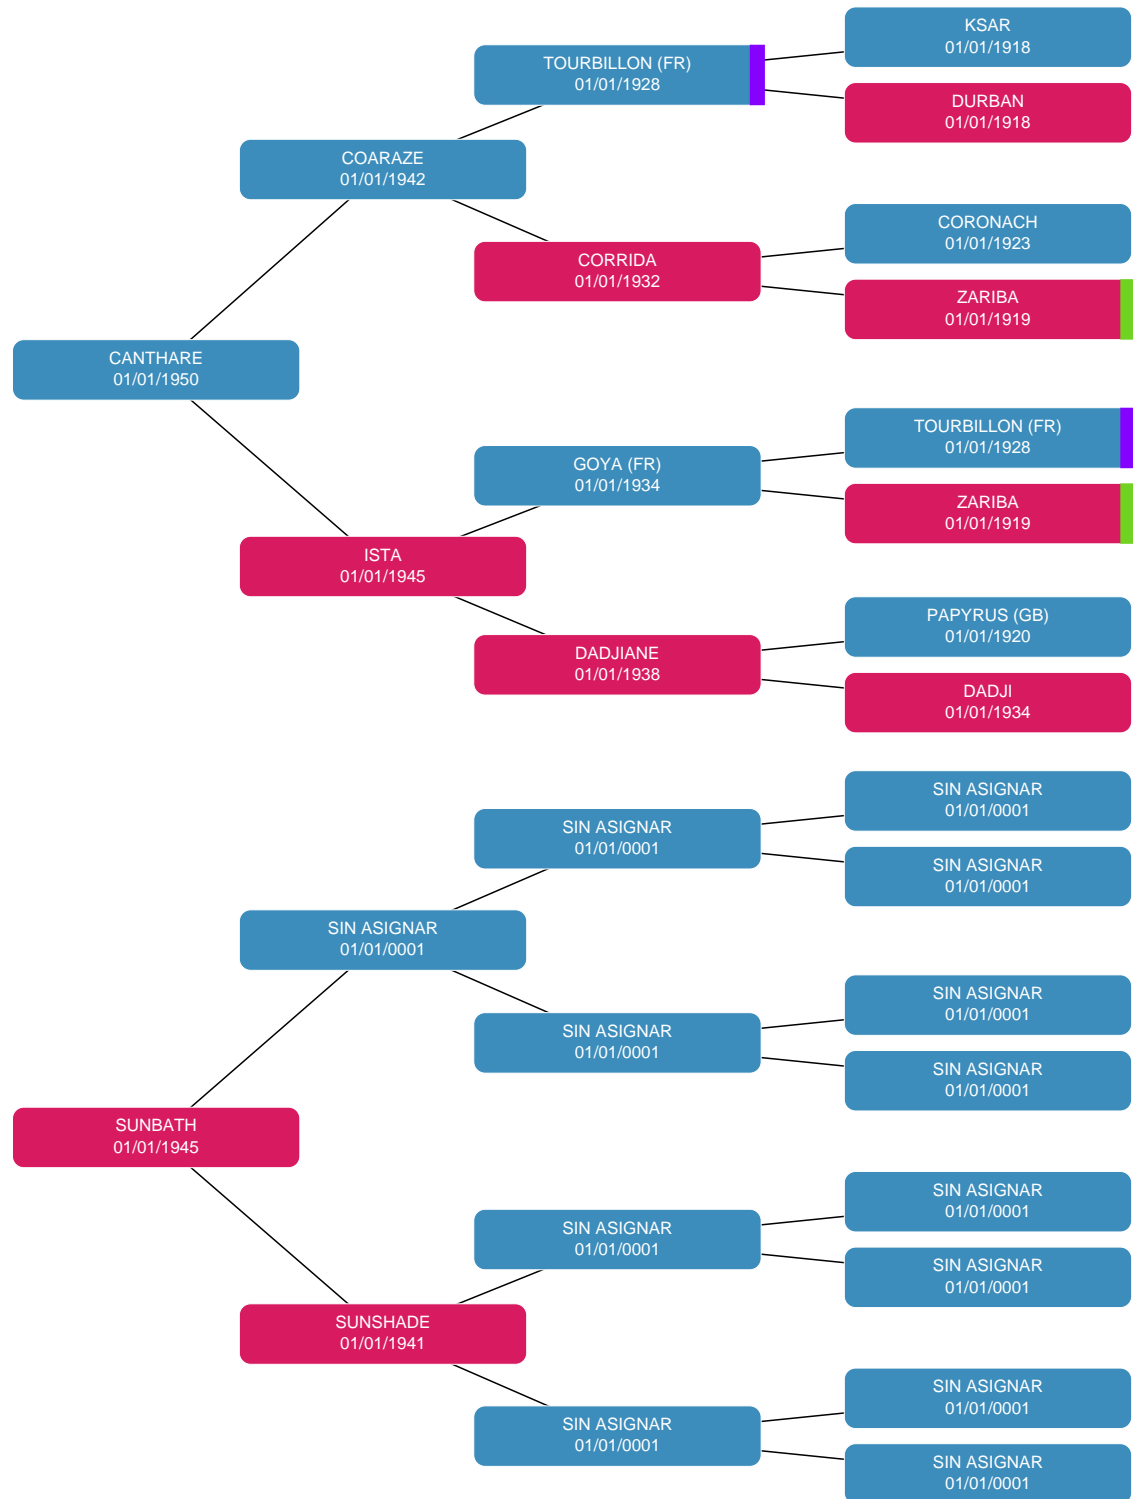 KSAR
01/01/1918
TOURBILLON (FR)
01/01/1928
DURBAN
01/01/1918
COARAZE
01/01/1942
CORONACH
01/01/1923
CORRIDA
01/01/1932
ZARIBA
01/01/1919
CANTHARE
01/01/1950
TOURBILLON (FR)
01/01/1928
GOYA (FR)
01/01/1934
ZARIBA
01/01/1919
ISTA
01/01/1945
PAPYRUS (GB)
01/01/1920
DADJIANE
01/01/1938
DADJI
01/01/1934
SIN ASIGNAR
01/01/0001
SIN ASIGNAR
01/01/0001
SIN ASIGNAR
01/01/0001
SIN ASIGNAR
01/01/0001
SIN ASIGNAR
01/01/0001
SIN ASIGNAR
01/01/0001
SIN ASIGNAR
01/01/0001
SUNBATH
01/01/1945
SIN ASIGNAR
01/01/0001
SIN ASIGNAR
01/01/0001
SIN ASIGNAR
01/01/0001
SUNSHADE
01/01/1941
SIN ASIGNAR
01/01/0001
SIN ASIGNAR
01/01/0001
SIN ASIGNAR
01/01/0001